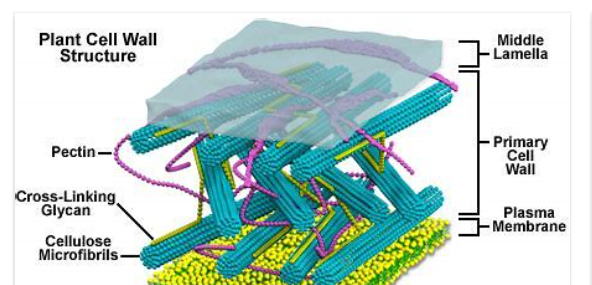 Plant Cell Wall
Structure
Middle
Lamella
Pectin
Primary
Cell
Wall
Cross-Linking
Glycan
Plasma
Membrane
Cellulose
Microfibrils